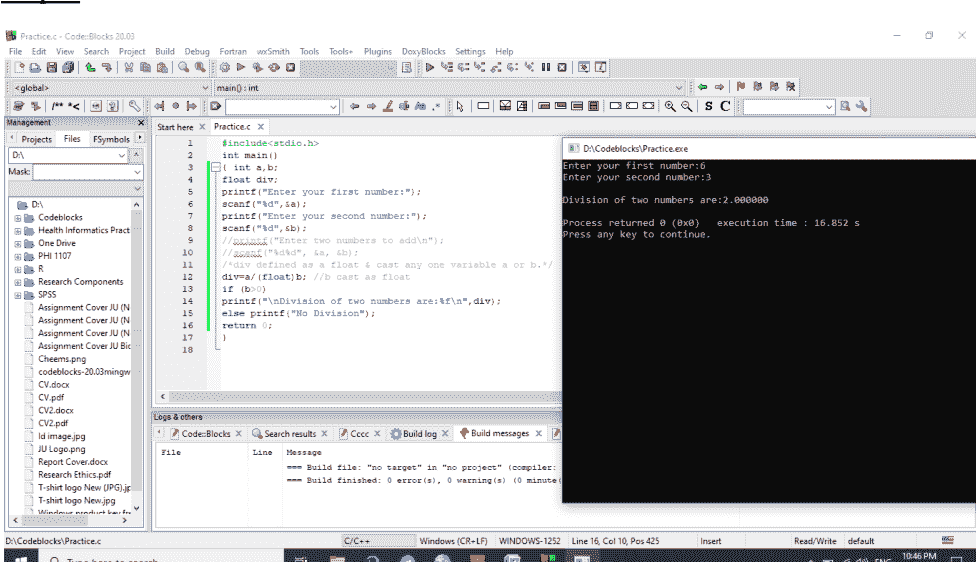 Practice.c - Code::Blocks 20.03
File Edit View Search Project Build Debug Fortran wxSmith Tools Tools+ Plugins DoxyBlocks Settings Help
<global>
main() : int
/** *<
.*
S C
Management
Start here
Practice.c
Projects Files FSymbols
D:\
Mask:
D:\
Codeblocks
Health Informatics Pract
One Drive
PHI 1107
R
Research Components
SPSS
Assignment Cover JU (N
Assignment Cover JU (N
Assignment Cover JU (N
Assignment Cover JU Bic
Cheems.png
codeblocks-20.03mingw
CV.docx
CV.pdf
CV2.docx
CV2.pdf
Id image.jpg
JU Logo.png
Report Cover.docx
Research Ethics.pdf
T-shirt logo New (JPG).jp
T-shirt logo New.jpg
Windows product key
1 #include<stdio.h>
2 int main()
3 { int a,b;
4 float div;
5 printf("Enter your first number:");
6 scanf("%d",&a);
7 printf("Enter your second number:");
8 scanf("%d",&b);
9 //printf("Enter two numbers to add\n");
10 //scanf("%d%d", &a, &b);
11 /*div defined as a float & cast any one variable a or b.*/
12 div=a/(float)b; //b cast as float
13 if (b>0)
14 printf("\nDivision of two numbers are:%f\n",div);
15 else printf("No Division");
16 return 0;
17 }
18
D:\Codeblocks\Practice.exe
Enter your first number:6
Enter your second number:3
Division of two numbers are:2.000000
Process returned 0 (0x0) execution time : 16.852 s
Press any key to continue.
Logs & others
Code::Blocks Search results Cccc Build log Build messages
File Line Message
=== Build file: "no target" in "no project" (compiler:
=== Build finished: 0 error(s), 0 warning(s) (0 minute(
D:\Codeblocks\Practice.c C/C++ Windows (CR+LF) WINDOWS-1252 Line 16, Col 10, Pos 425 Insert Read/Write default
Type here to search
ENG
10:46 PM